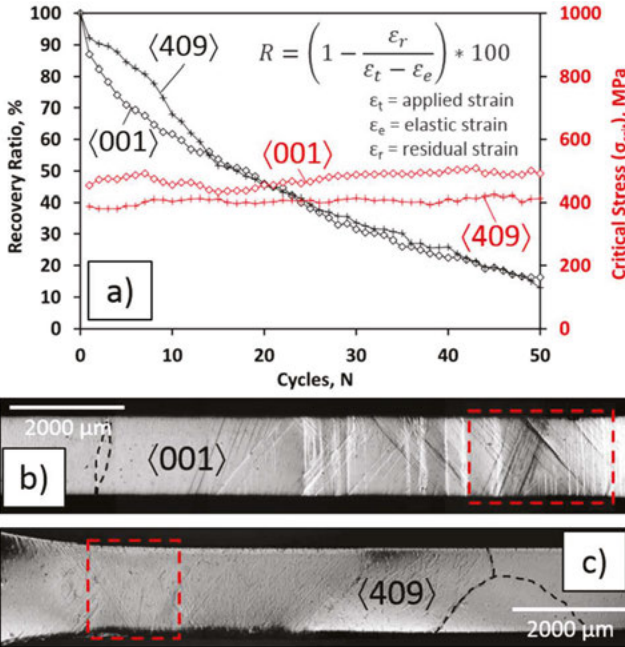 100
90
80
70
60
50
40
30
20
10
0
Recovery Ratio, %
⟨409⟩
⟨001⟩
R = (1 − εr / (εt − εe)) * 100
εt = applied strain
εe = elastic strain
εr = residual strain
⟨001⟩
⟨409⟩
a)
1000
800
600
400
200
0
Critical Stress (σcrit), MPa
0 10 20 30 40 50
Cycles, N
2000 μm
b)
⟨001⟩
c)
⟨409⟩
2000 μm